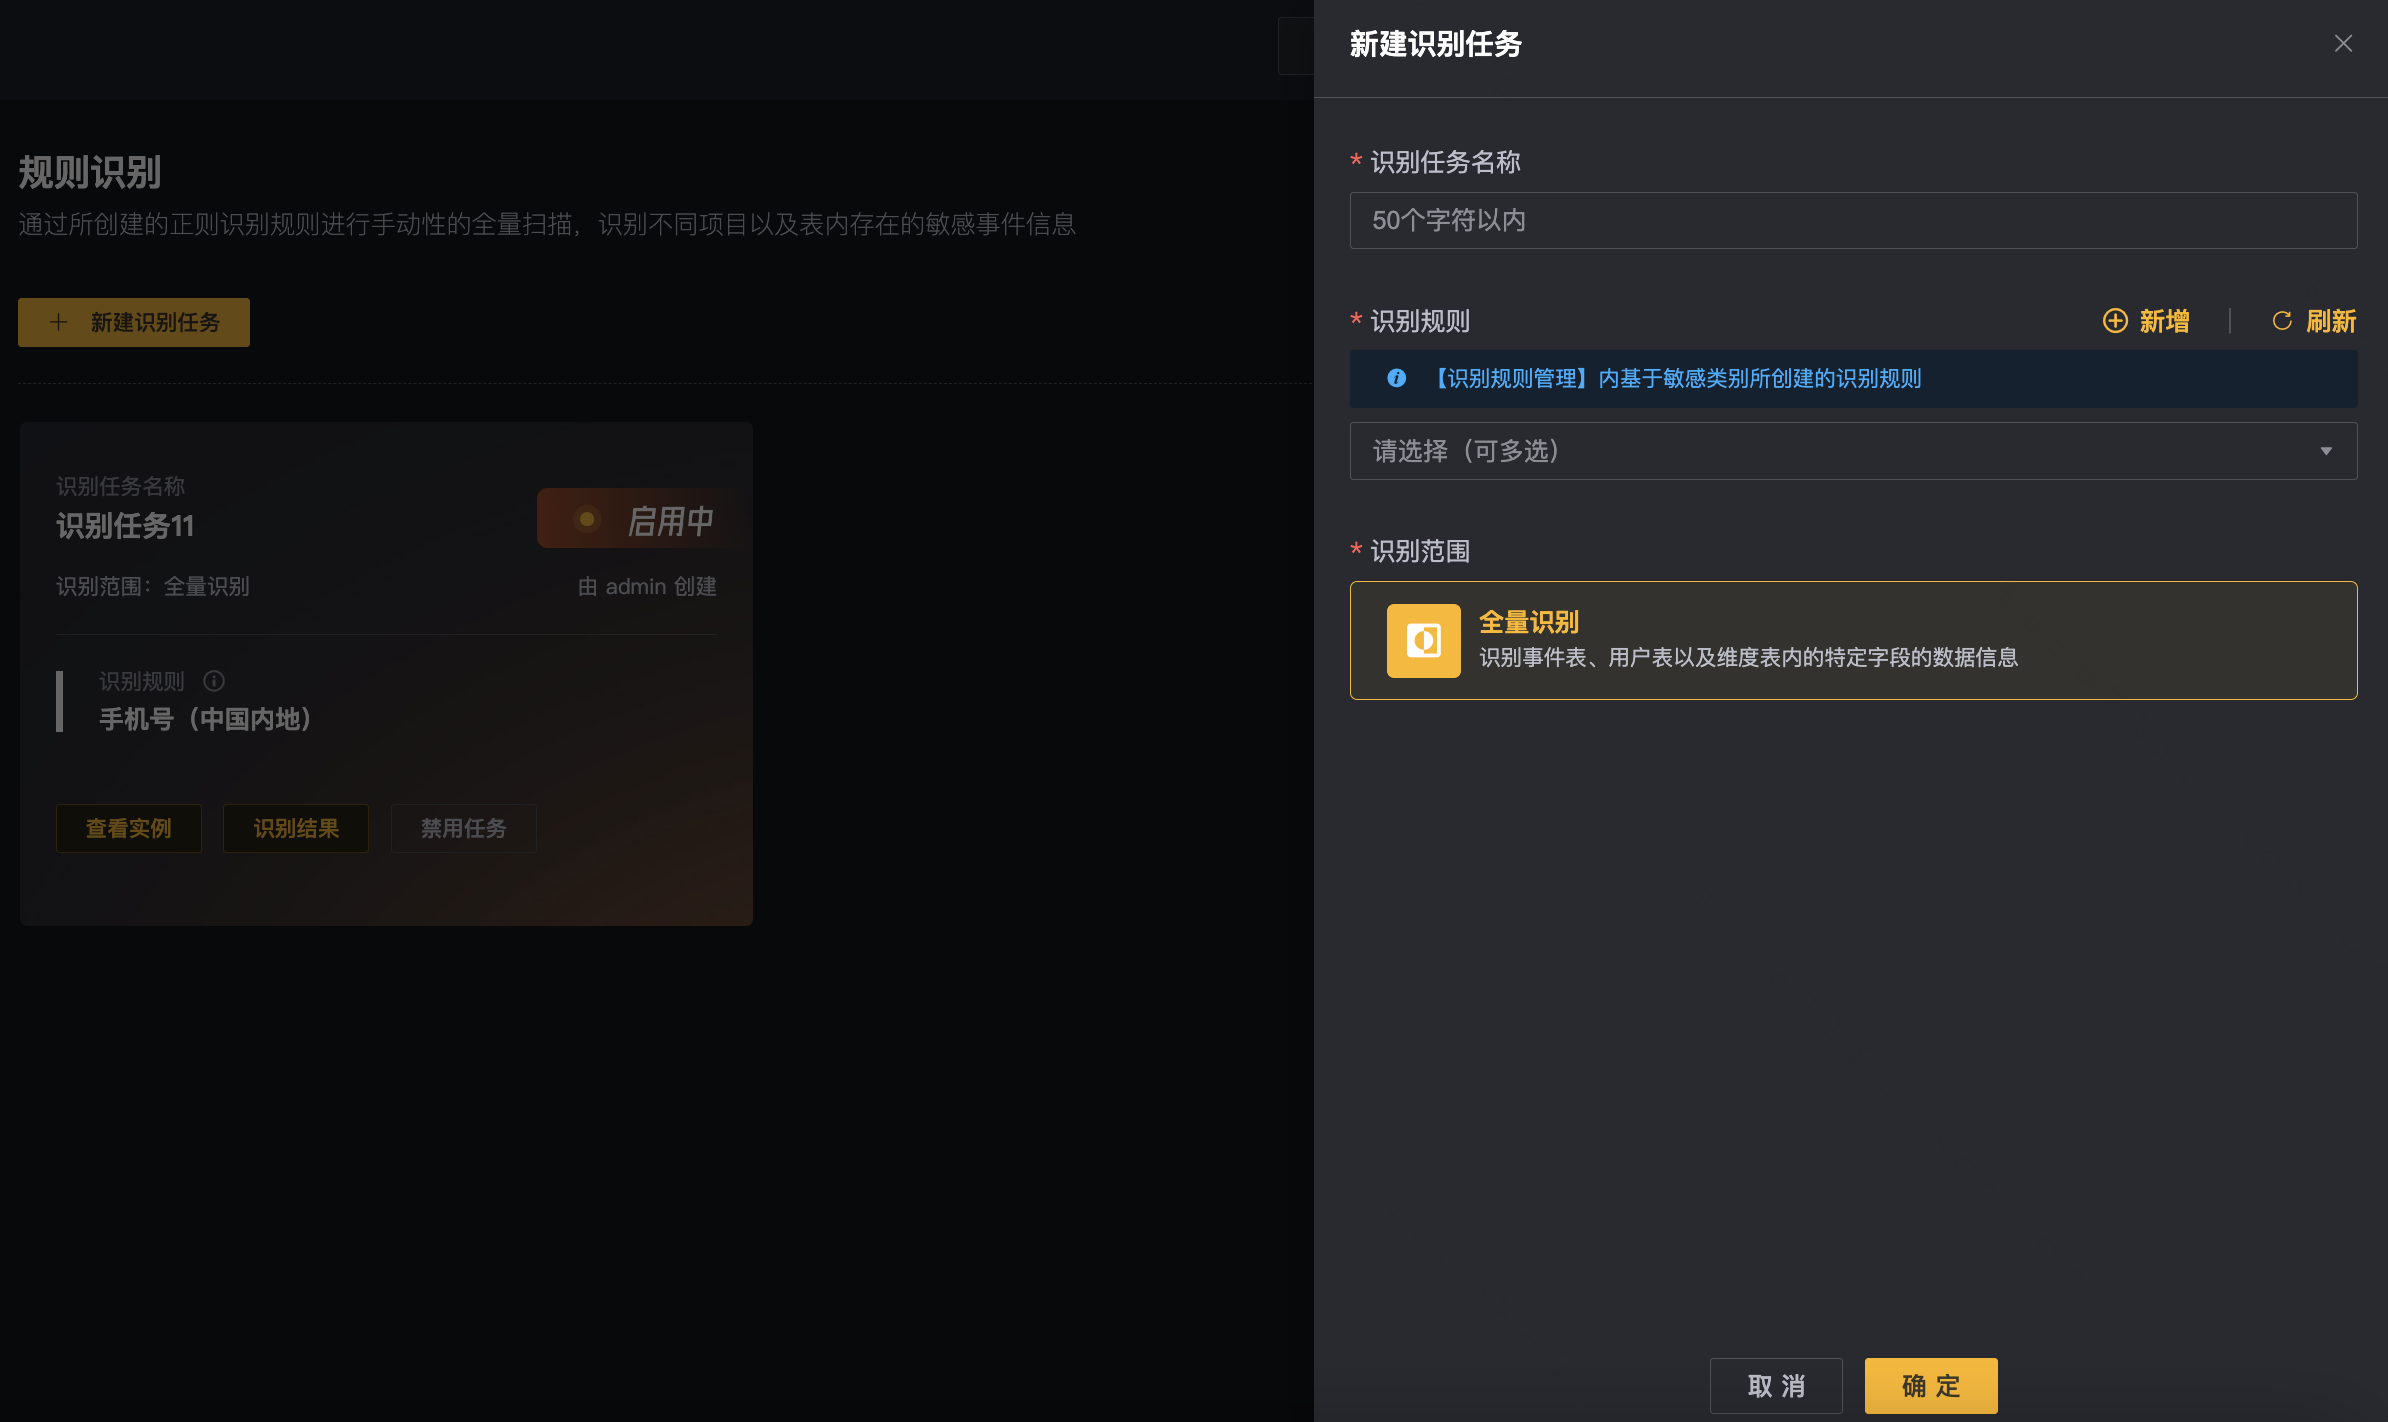 规则识别
通过所创建的正则识别规则进行手动性的全量扫描，识别不同项目以及表内存在的敏感事件信息
新建识别任务
识别任务名称
识别任务11
启用中
识别范围：全量识别
由 admin 创建
识别规则
手机号（中国内地）
查看实例
识别结果
禁用任务
新建识别任务
* 识别任务名称
50个字符以内
* 识别规则
新增
刷新
【识别规则管理】内基于敏感类别所创建的识别规则
请选择（可多选）
* 识别范围
全量识别
识别事件表、用户表以及维度表内的特定字段的数据信息
取 消
确 定